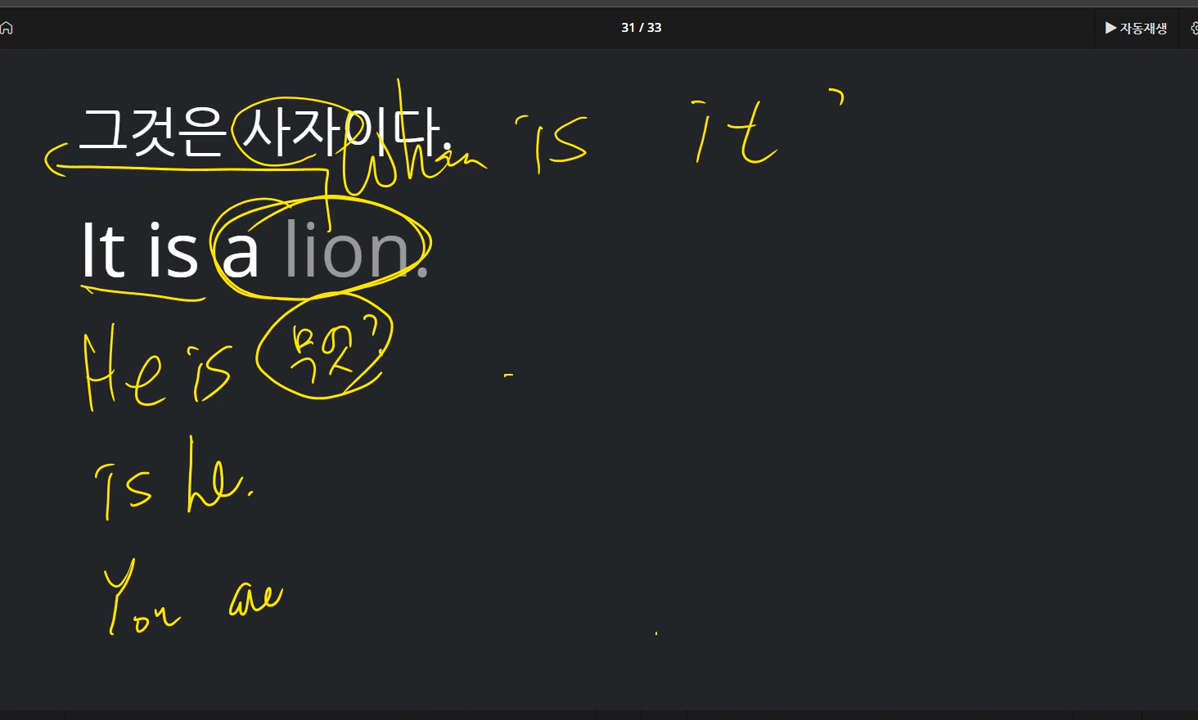 31 / 33
▶ 자동재생
그것은 사자이다.
is it ?
It is a lion.
He is 무엇?
is he.
You are